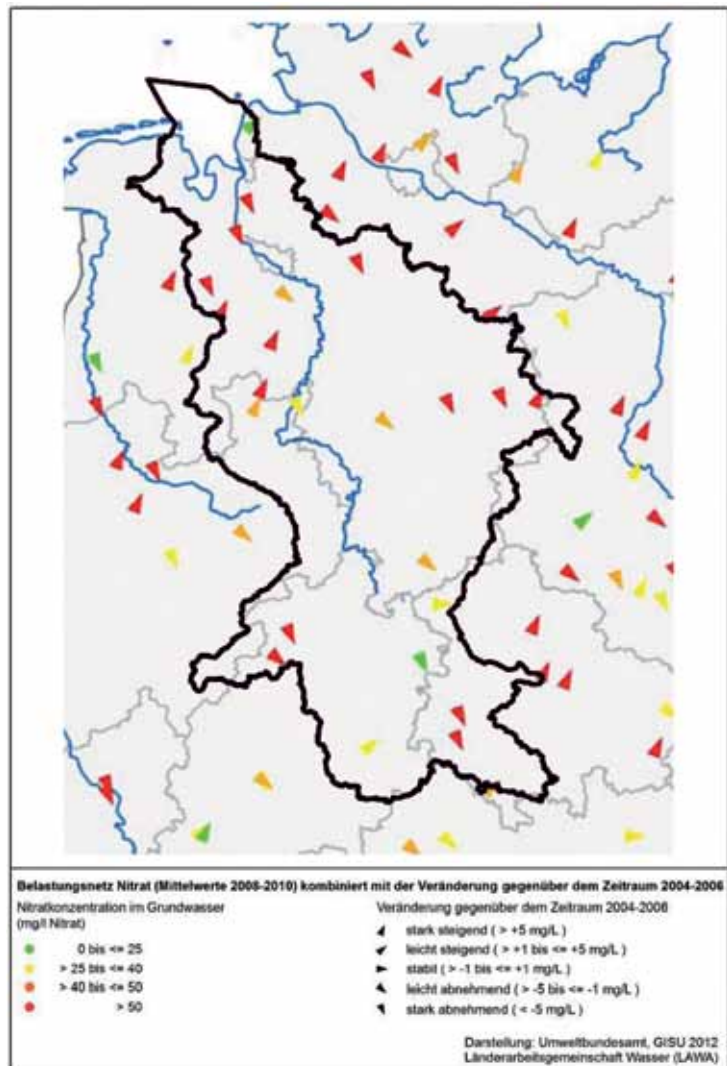 Belastungsnetz Nitrat (Mittelwerte 2008-2010) kombiniert mit der Veränderung gegenüber dem Zeitraum 2004-2006
Nitratkonzentration im Grundwasser
(mg/l Nitrat)
0 bis <= 25
> 25 bis <= 40
> 40 bis <= 50
> 50
Veränderung gegenüber dem Zeitraum 2004-2006
stark steigend ( > +5 mg/L )
leicht steigend ( > +1 bis <= +5 mg/L )
stabil ( > -1 bis <= +1 mg/L )
leicht abnehmend ( > -5 bis <= -1 mg/L )
stark abnehmend ( < -5 mg/L )
Darstellung: Umweltbundesamt, GISU 2012
Länderarbeitsgemeinschaft Wasser (LAWA)